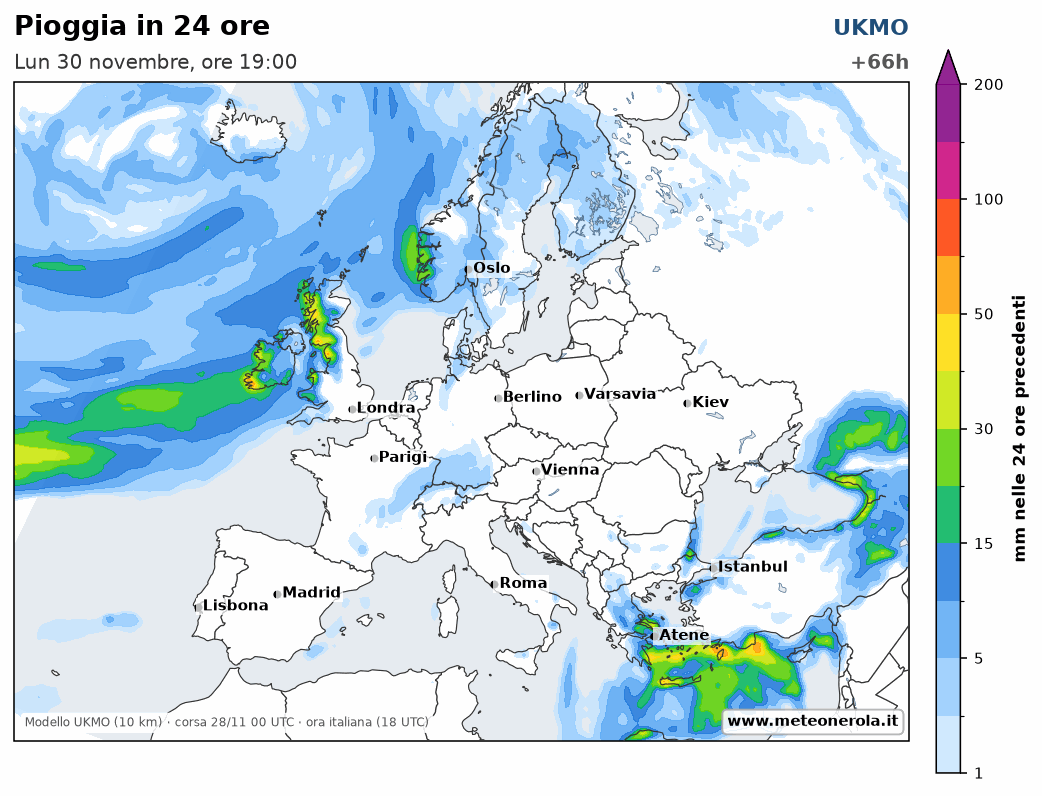 Pioggia in 24 ore
UKMO
Lun 30 novembre, ore 19:00
+66h
200
100
50
30
15
5
1
mm nelle 24 ore precedenti
Oslo
Berlino
Varsavia
Kiev
Londra
Parigi
Vienna
Istanbul
Roma
Madrid
Lisbona
Atene
Modello UKMO (10 km) · corsa 28/11 00 UTC · ora italiana (18 UTC)
www.meteonerola.it